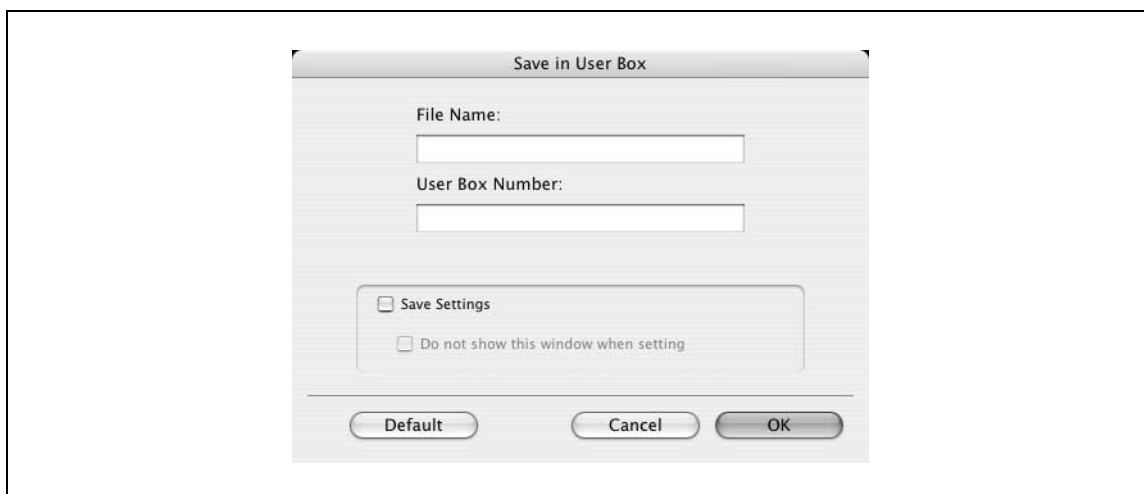 Save in User Box
File Name:
User Box Number:
Save Settings
Do not show this window when setting
Default Cancel OK